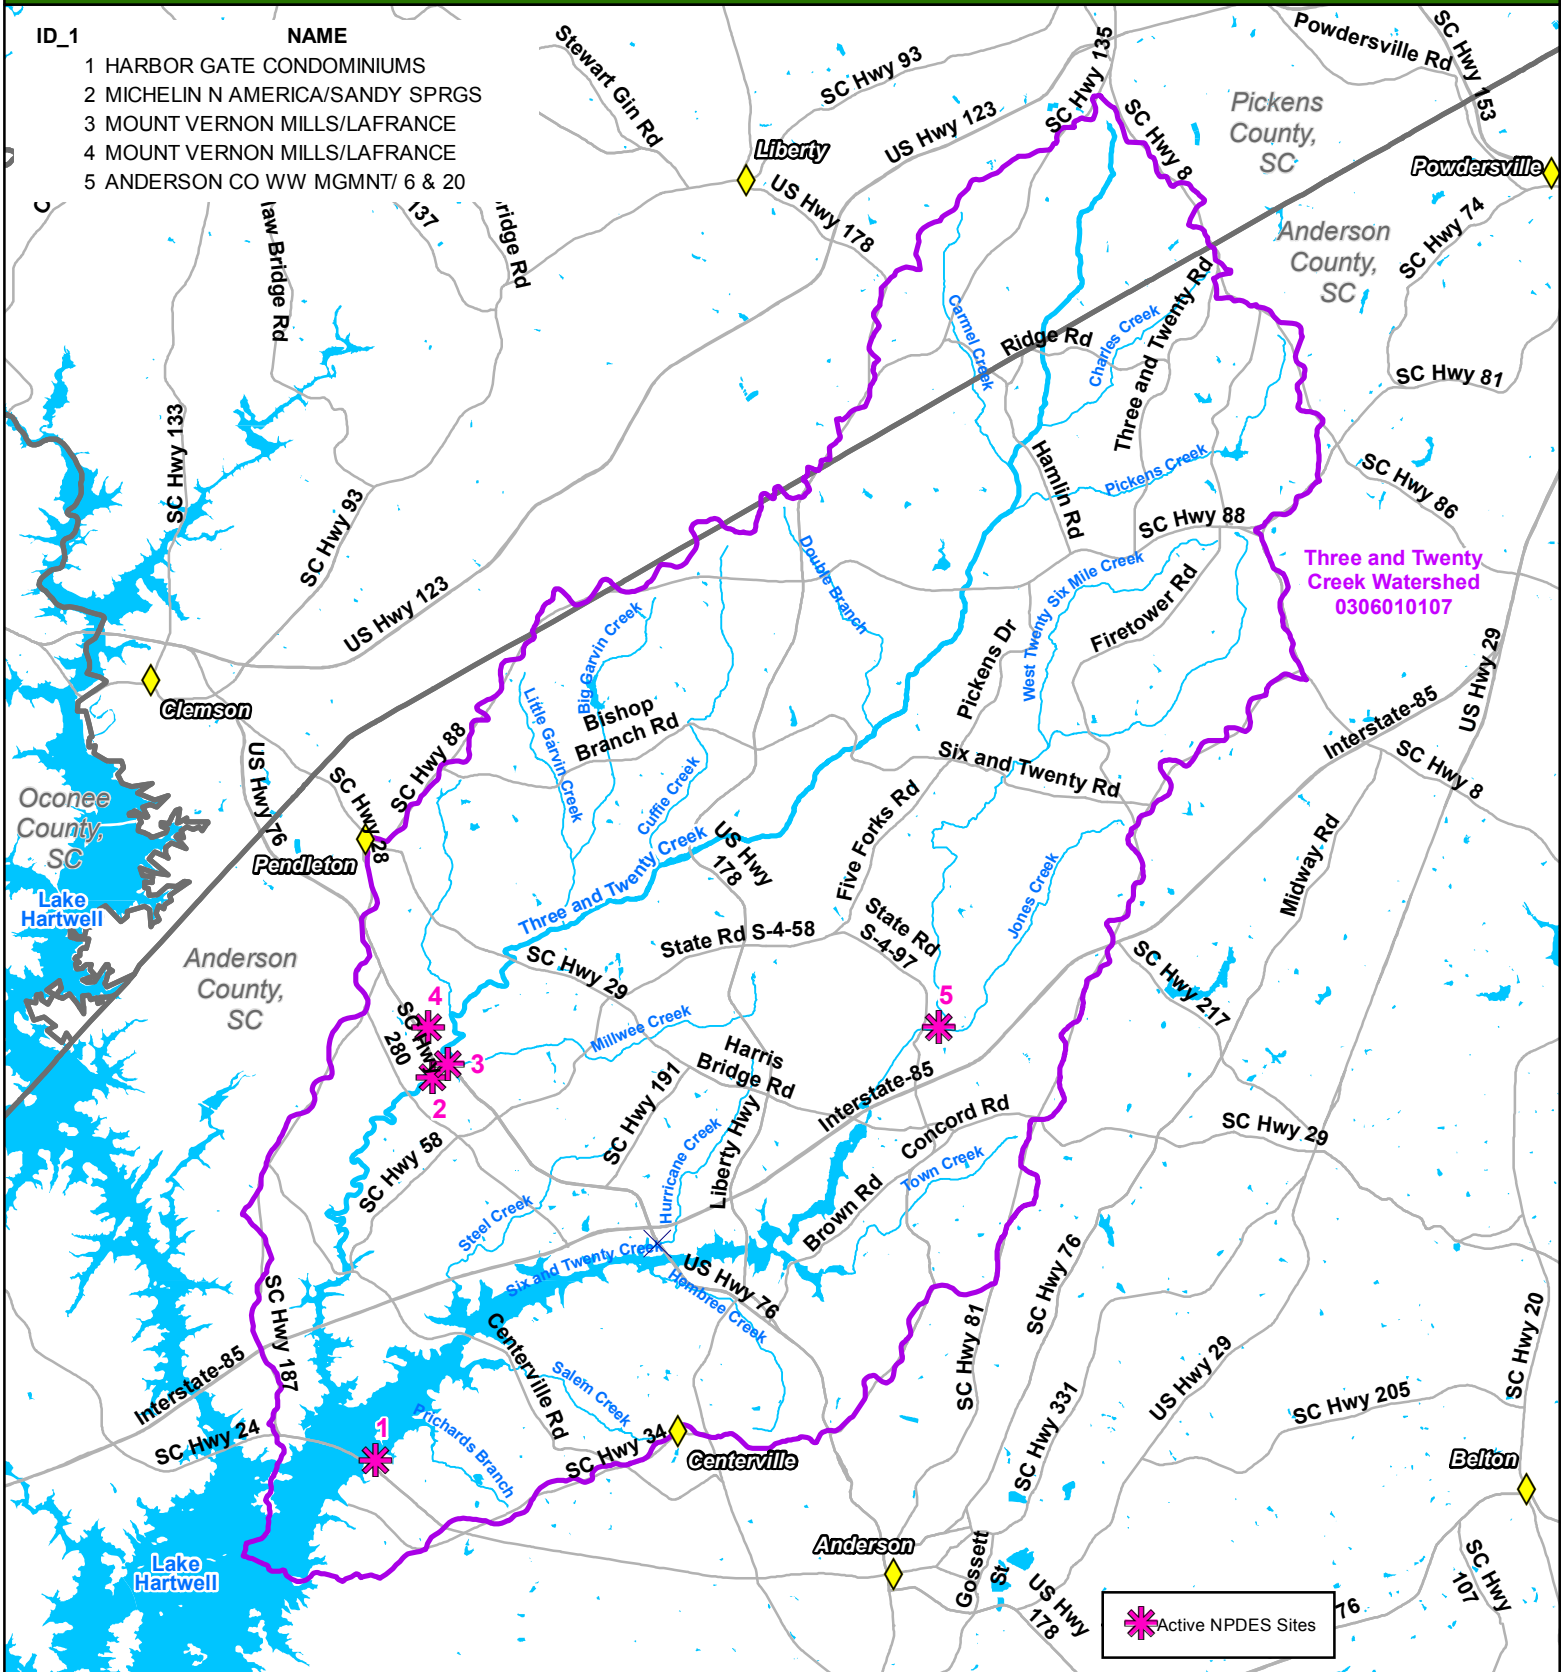 ID_1 NAME
1 HARBOR GATE CONDOMINIUMS
2 MICHELIN N AMERICA/SANDY SPRGS
3 MOUNT VERNON MILLS/LAFRANCE
4 MOUNT VERNON MILLS/LAFRANCE
5 ANDERSON CO WW MGMNT/ 6 & 20
Stewart Gin Rd
SC Hwy 93
US Hwy 123
SC Hwy 135
SC Hwy 8
Powdersville Rd
SC Hwy 153
Pickens
County,
SC
Liberty
US Hwy 178
Powdersville
SC Hwy 74
Anderson
County,
SC
137
Carmel Creek
Ridge Rd
Charles Creek
Three and Twenty Rd
SC Hwy 81
SC Hwy 133
SC Hwy 93
Hamlin Rd
Pickens Creek
SC Hwy 86
SC Hwy 88
Double Branch
West Twenty Six Mile Creek
Firetower Rd
Three and Twenty
Creek Watershed
0306010107
US Hwy 123
Big Garvin Creek
Little Garvin Creek
Bishop
Branch Rd
Pickens Dr
US Hwy 29
Clemson
SC Hwy 88
US Hwy 76
SC Hwy
28
Interstate-85
SC Hwy 8
Six and Twenty Rd
Cuffie Creek
Oconee
County,
SC
Pendleton
US Hwy
178
Five Forks Rd
Midway Rd
Lake
Hartwell
Three and Twenty Creek
Jones Creek
State Rd S-4-58
State Rd
S-4-97
SC Hwy 29
Anderson
County,
SC
SC Hwy 217
4
SC Hwy
280
3
2
5
Millwee Creek
Harris
Bridge Rd
SC Hwy 191
Interstate-85
Concord Rd
SC Hwy 29
SC Hwy 58
Hurricane Creek
Liberty Hwy
Town Creek
Brown Rd
Steel Creek
Six and Twenty Creek
US Hwy 76
Hembree Creek
SC Hwy 76
SC Hwy 187
Centerville Rd
SC Hwy 81
SC Hwy 20
Interstate-85
Salem Creek
US Hwy 29
SC Hwy 205
SC Hwy 331
SC Hwy 24
1
Prichards Branch
SC Hwy 34
Centerville
Belton
Anderson
Gossett
St
US Hwy
178
SC Hwy
107
Lake
Hartwell
76
Active NPDES Sites